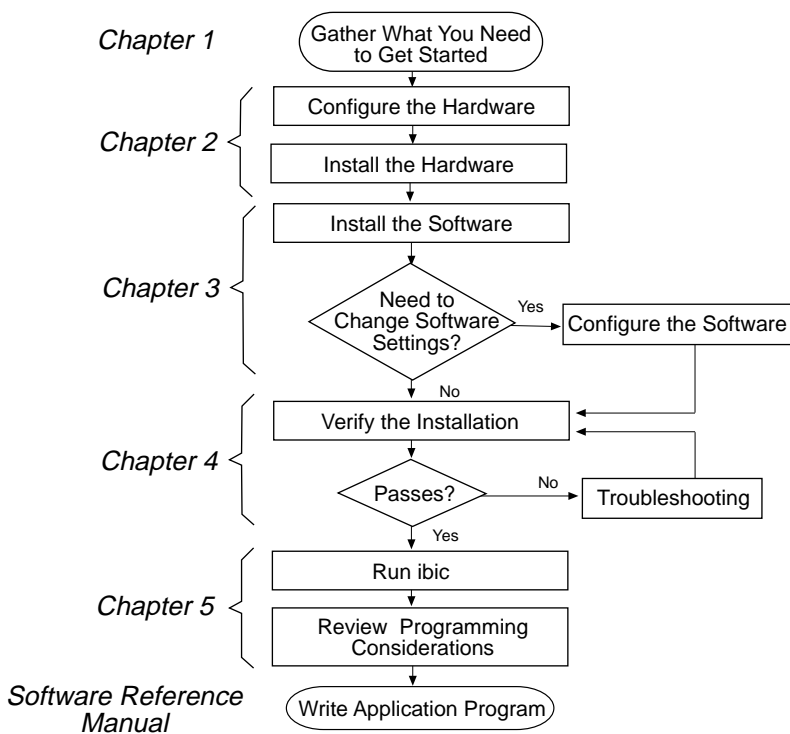 Chapter 1
Gather What You Need
to Get Started
Chapter 2
Configure the Hardware
Install the Hardware
Chapter 3
Install the Software
Need to
Change Software
Settings?
Yes
Configure the Software
No
Chapter 4
Verify the Installation
Passes?
No
Troubleshooting
Yes
Chapter 5
Run ibic
Review Programming
Considerations
Software Reference
Manual
Write Application Program